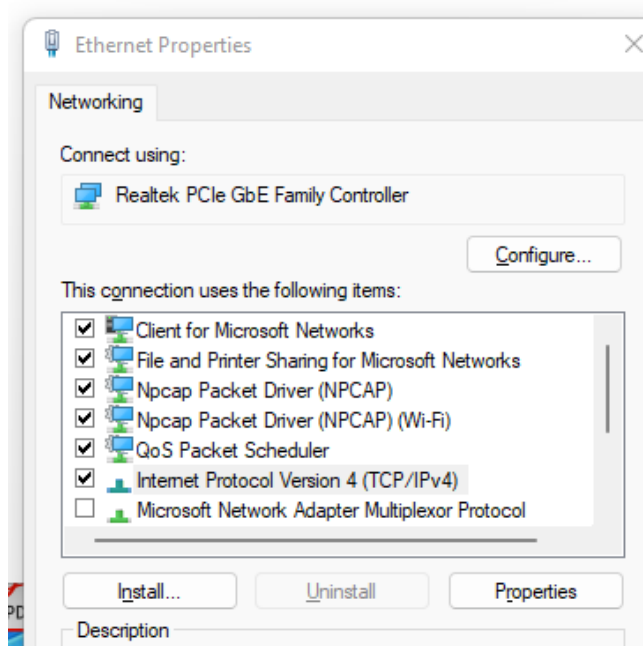 Ethernet Properties
Networking
Connect using:
Realtek PCIe GbE Family Controller
Configure...
This connection uses the following items:
Client for Microsoft Networks
File and Printer Sharing for Microsoft Networks
Npcap Packet Driver (NPCAP)
Npcap Packet Driver (NPCAP) (Wi-Fi)
QoS Packet Scheduler
Internet Protocol Version 4 (TCP/IPv4)
Microsoft Network Adapter Multiplexor Protocol
Install...
Uninstall
Properties
Description